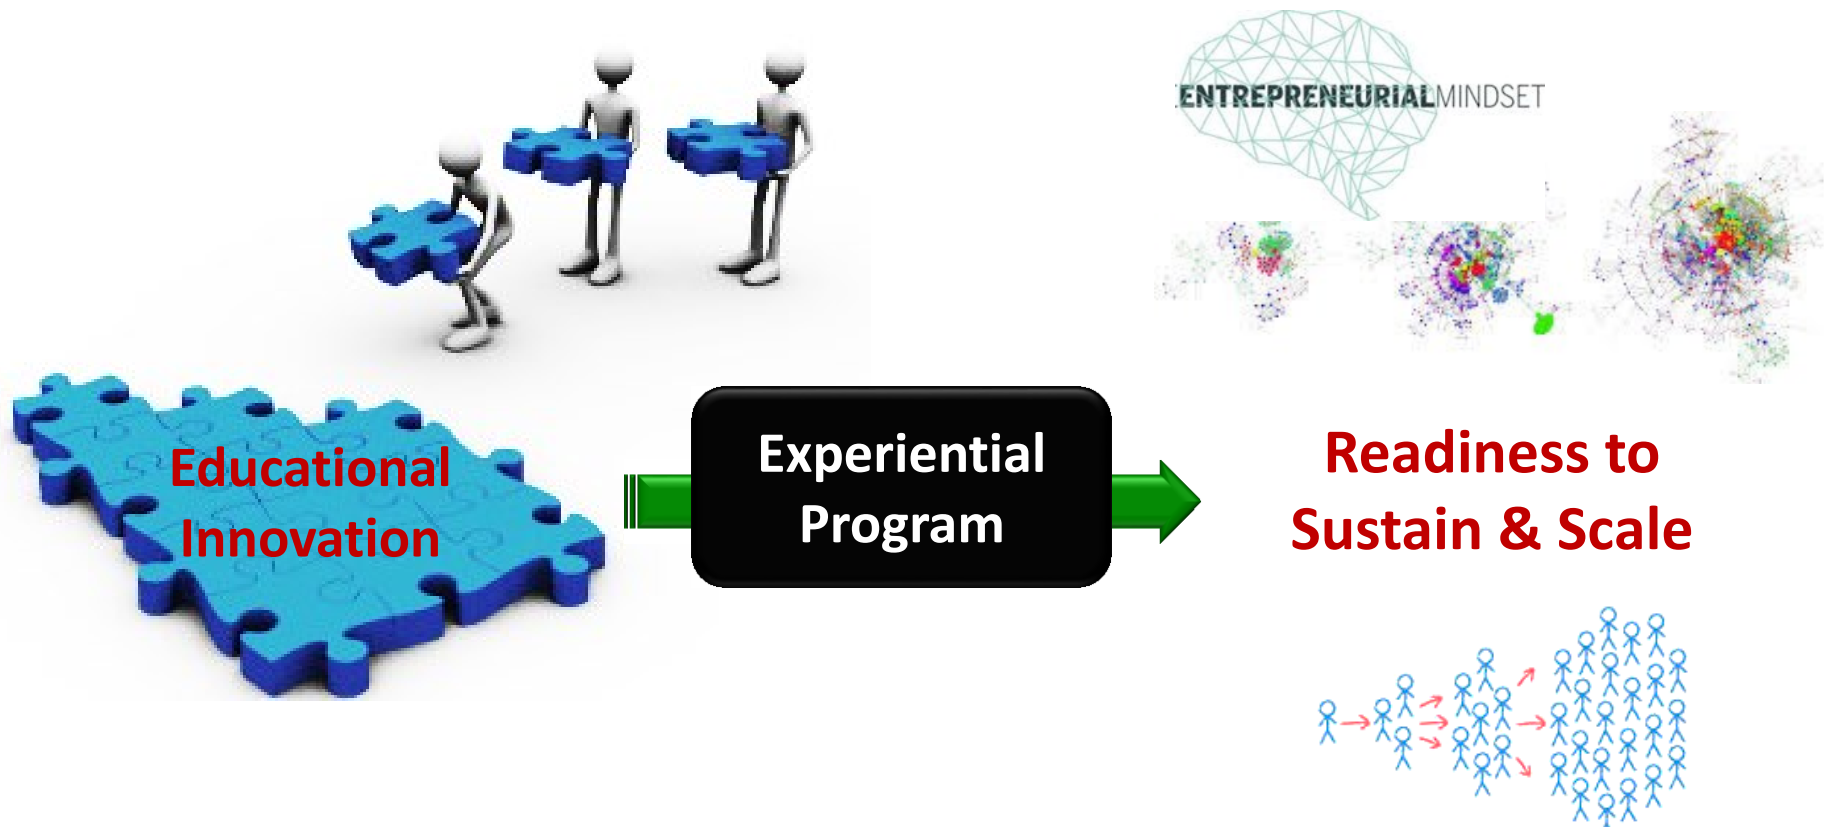 ENTREPRENEURIALMINDSET
Educational
Innovation
Experiential
Program
Readiness to
Sustain & Scale